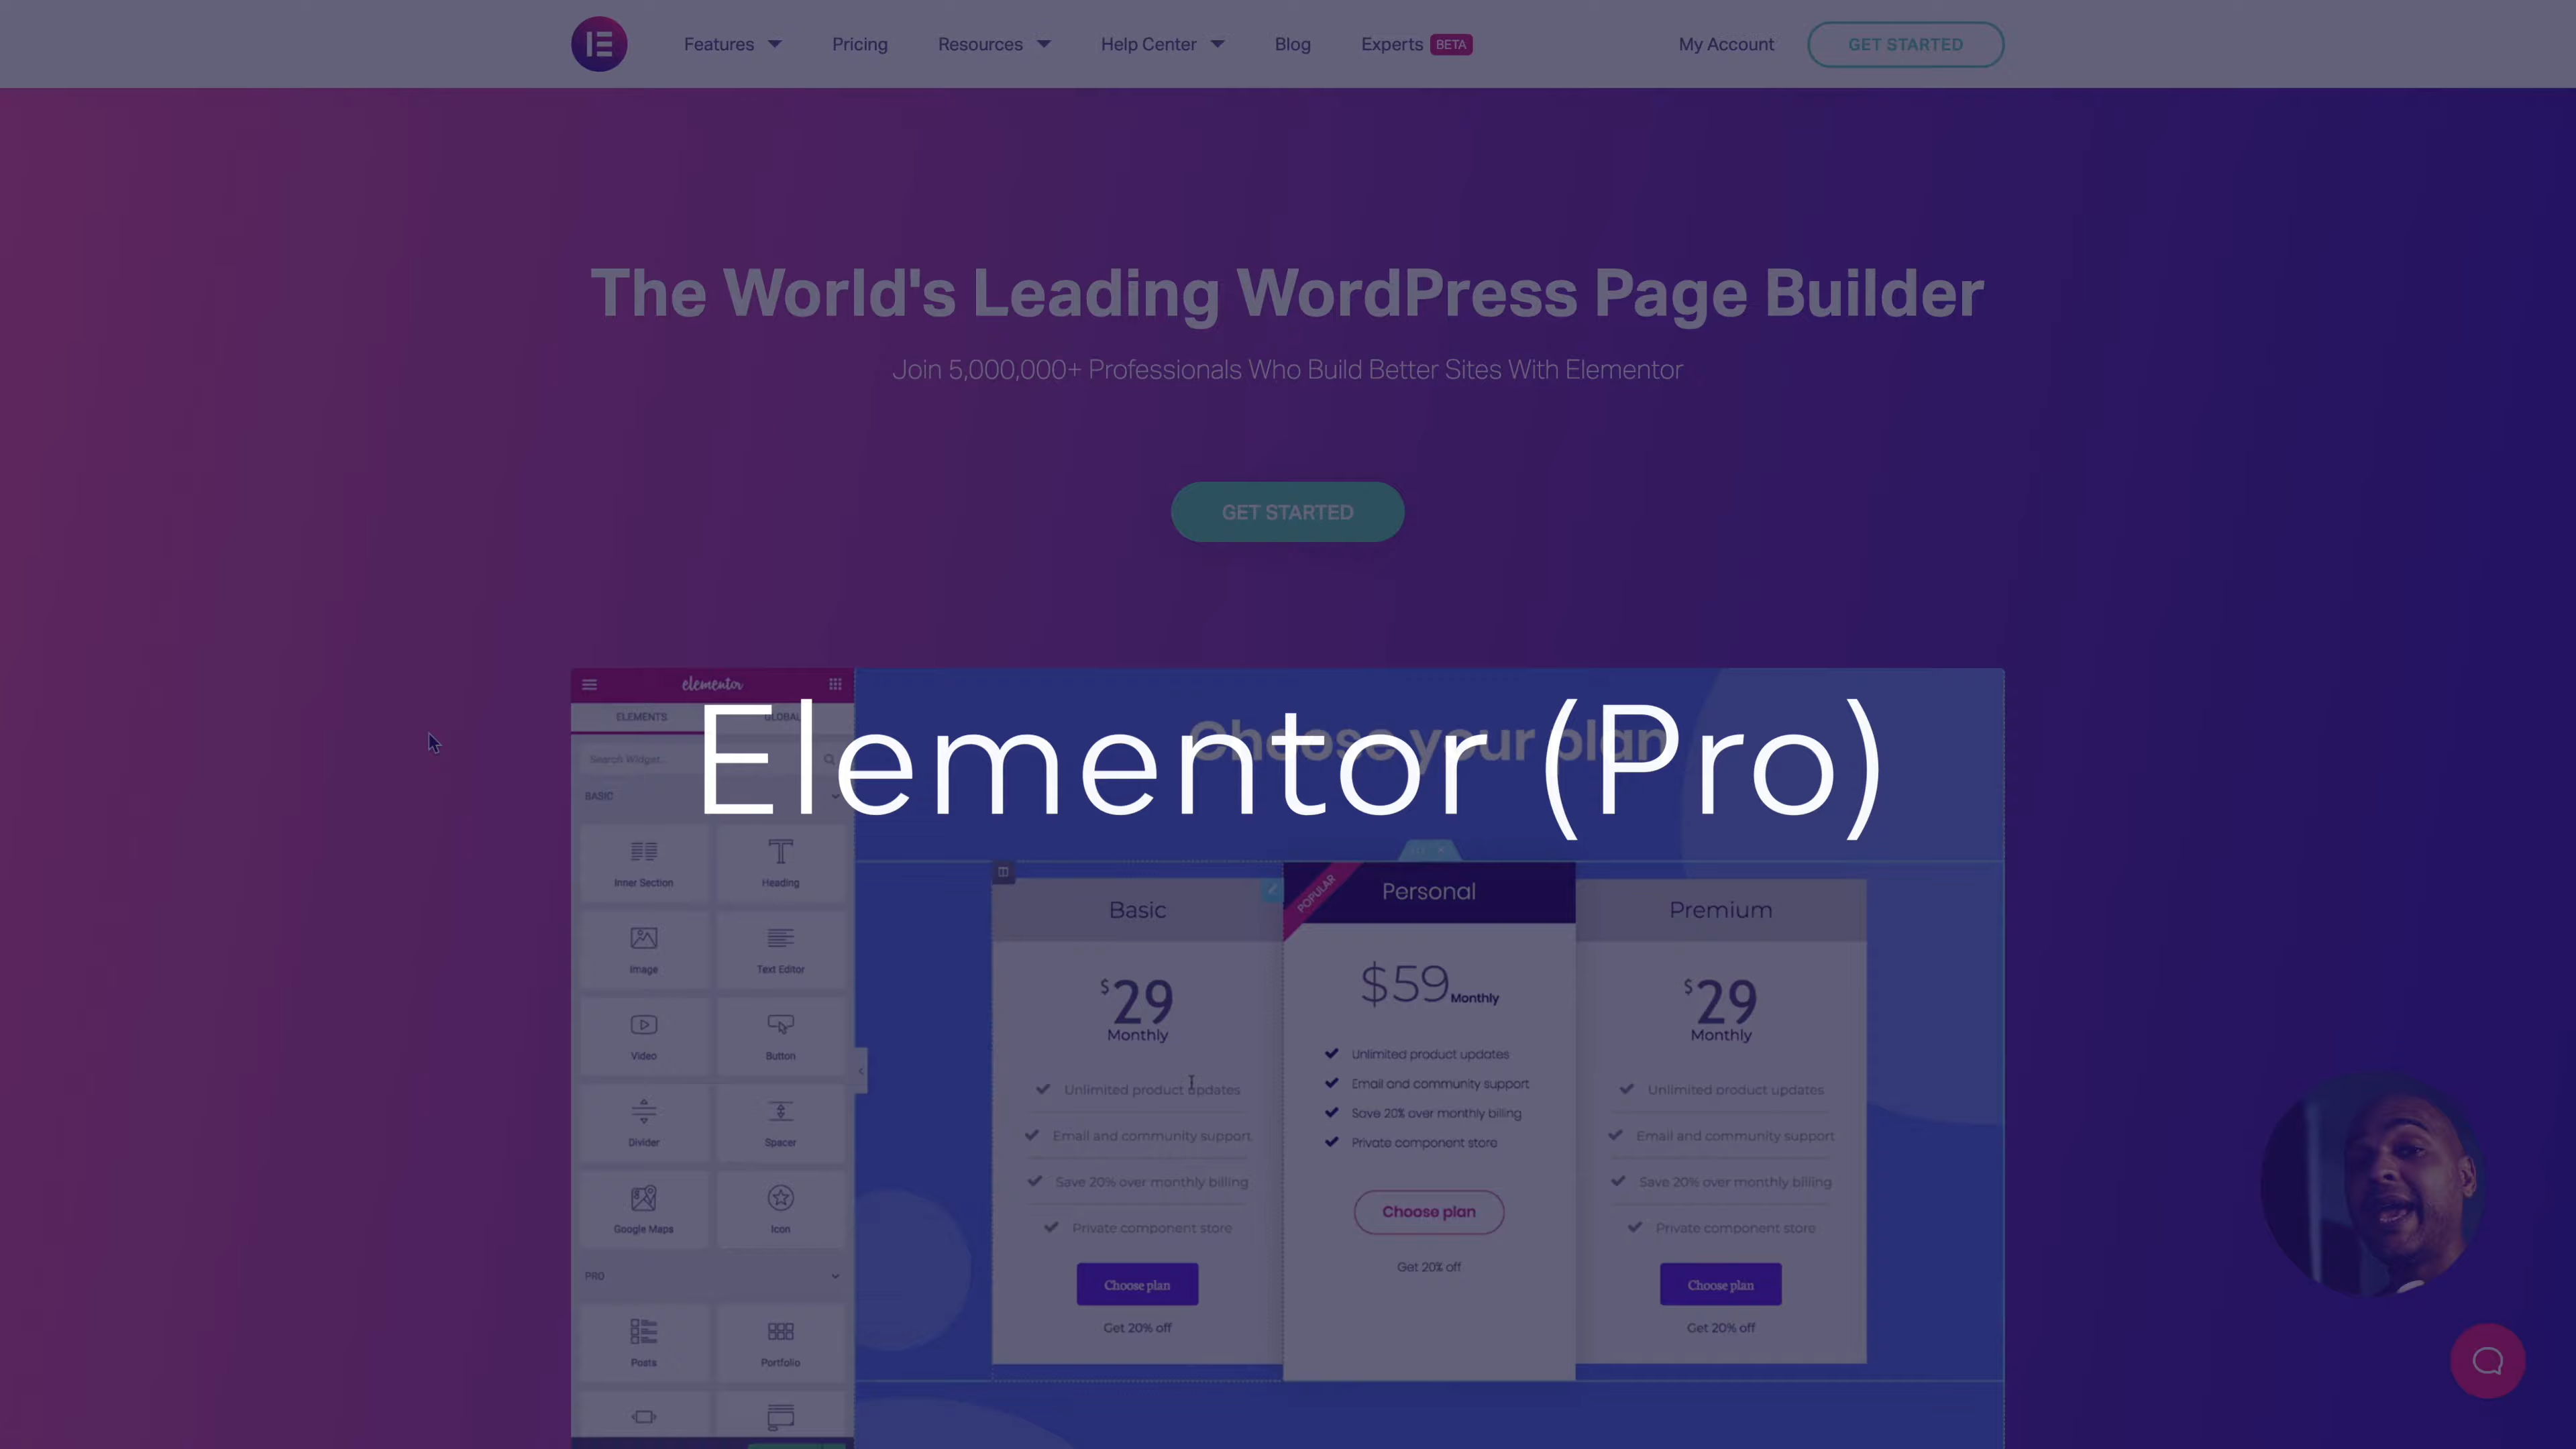 Features
Pricing
Resources
Help Center
Blog
Experts BETA
My Account
GET STARTED
The World's Leading WordPress Page Builder
Join 5,000,000+ Professionals Who Build Better Sites With Elementor
GET STARTED
elementor
ELEMENTS
GLOBAL
Choose your plan
Elementor (Pro)
Search Widget...
BASIC
Inner Section
Heading
Image
Text Editor
Video
Button
Divider
Spacer
Google Maps
Icon
PRO
Posts
Portfolio
Basic
$29
Monthly
Unlimited product updates
Email and community support
Save 20% over monthly billing
Private component store
Choose plan
Get 20% off
POPULAR
Personal
$59 Monthly
Unlimited product updates
Email and community support
Save 20% over monthly billing
Private component store
Choose plan
Get 20% off
Premium
$29
Monthly
Unlimited product updates
Email and community support
Save 20% over monthly billing
Private component store
Choose plan
Get 20% off